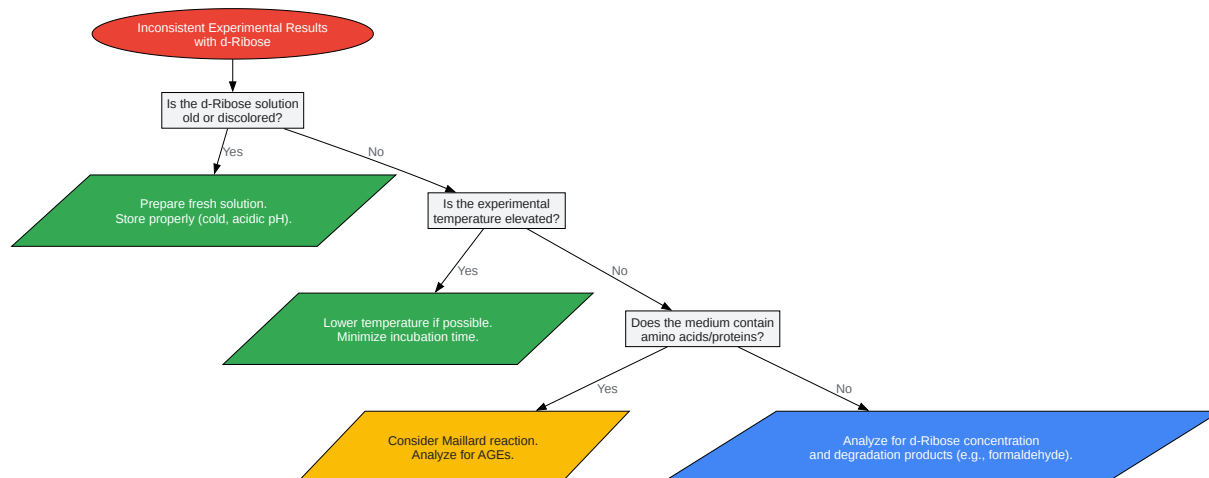 Inconsistent Experimental Results
with d-Ribose
Is the d-Ribose solution
old or discolored?
Yes
No
Prepare fresh solution.
Store properly (cold, acidic pH).
Is the experimental
temperature elevated?
Yes
No
Lower temperature if possible.
Minimize incubation time.
Does the medium contain
amino acids/proteins?
Yes
No
Consider Maillard reaction.
Analyze for AGEs.
Analyze for d-Ribose concentration
and degradation products (e.g., formaldehyde).